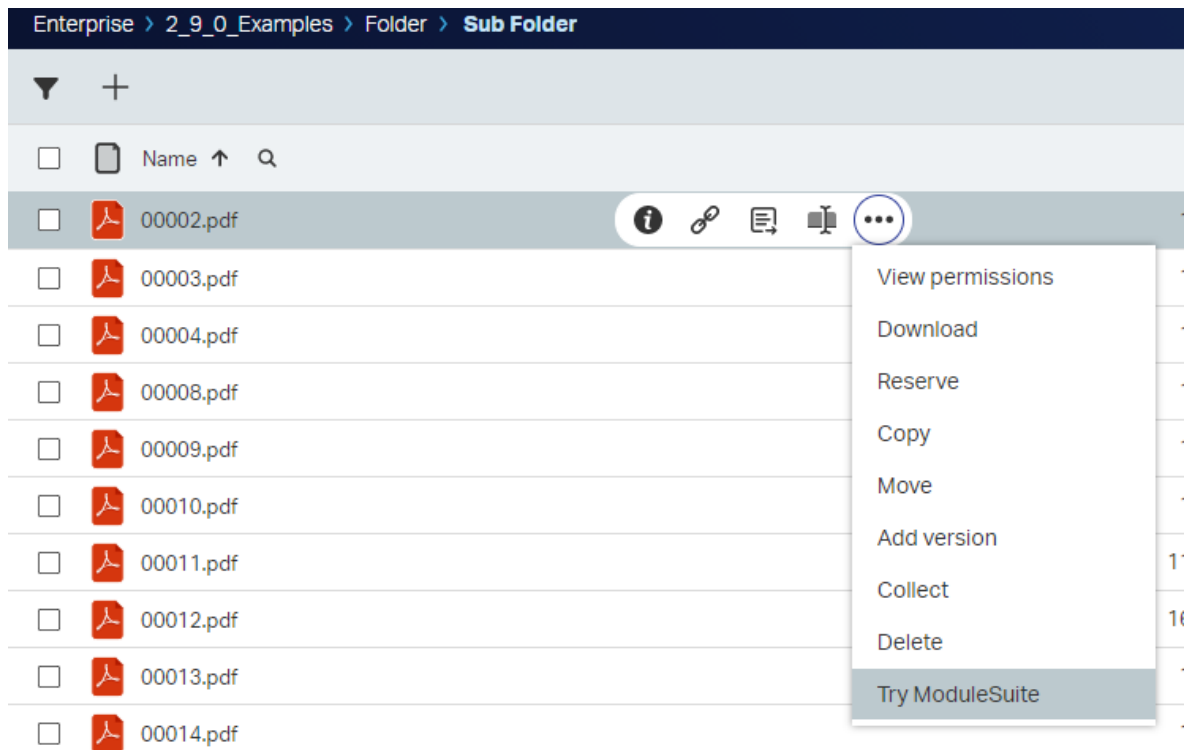 Enterprise > 2_9_0_Examples > Folder > Sub Folder
Name
00002.pdf
View permissions
00003.pdf
Download
00004.pdf
Reserve
00008.pdf
Copy
00009.pdf
Move
00010.pdf
Add version
00011.pdf
Collect
00012.pdf
Delete
00013.pdf
Try ModuleSuite
00014.pdf